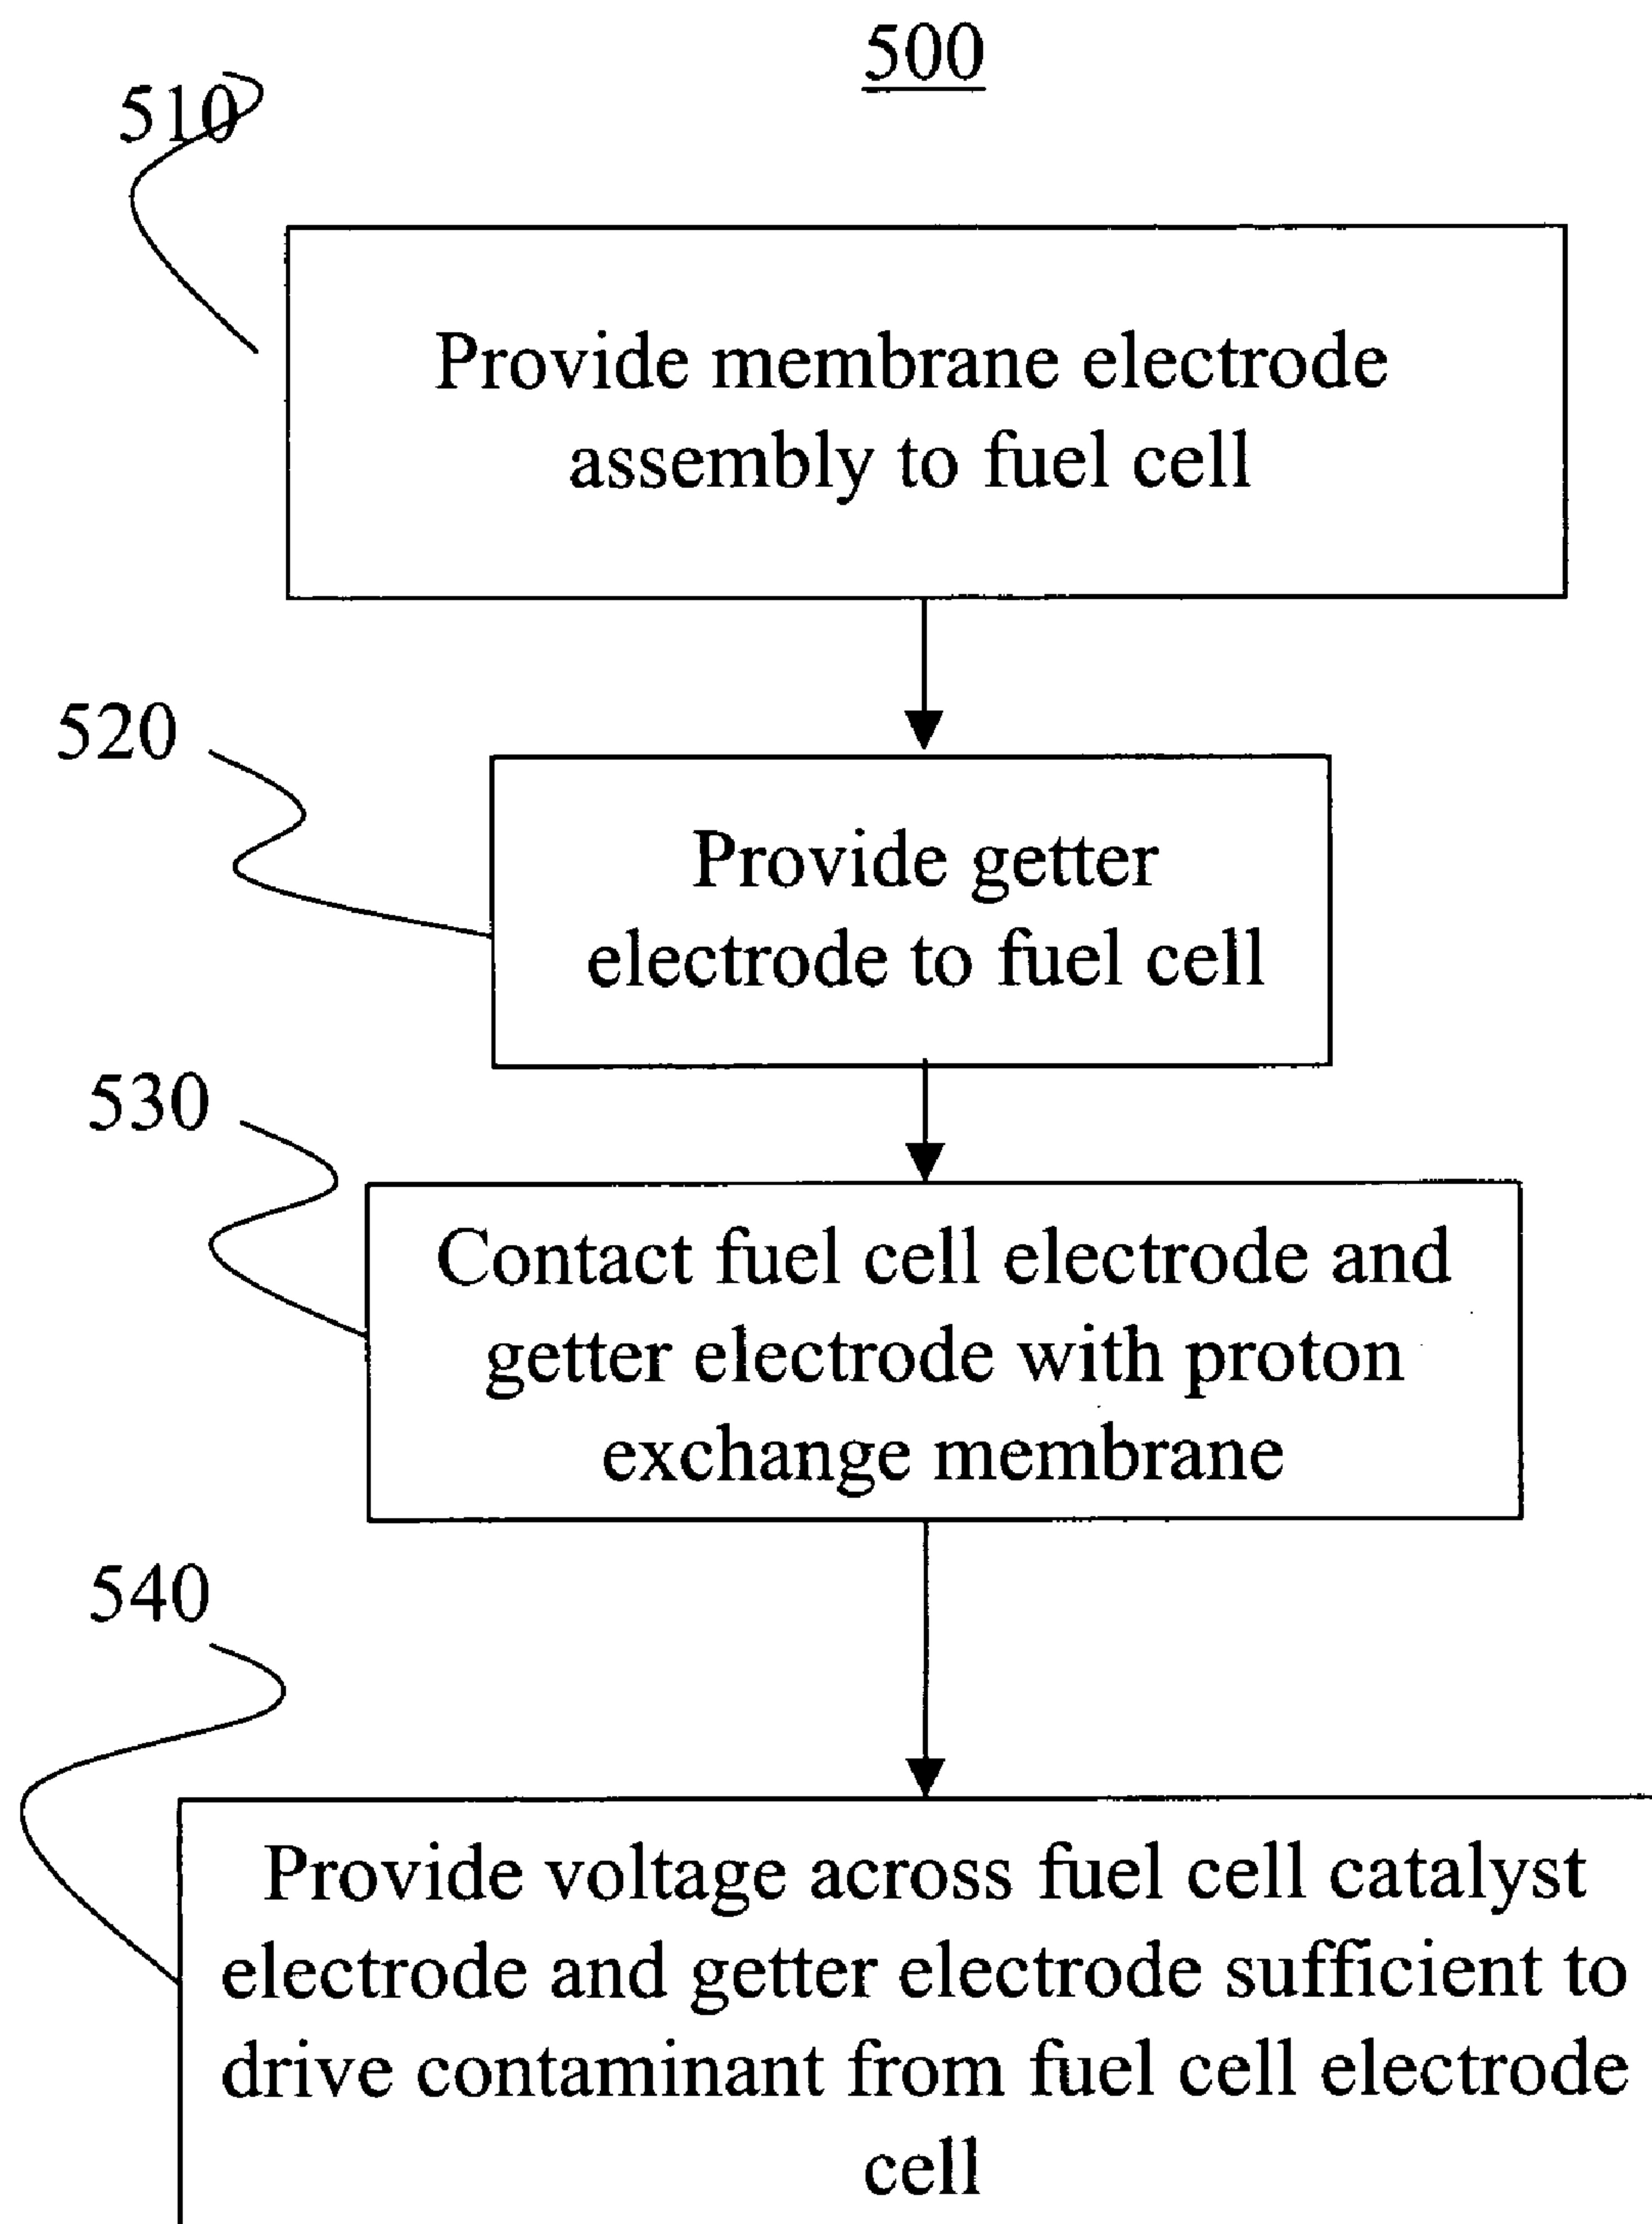 500
510
Provide membrane electrode
assembly to fuel cell
520
Provide getter
electrode to fuel cell
530
Contact fuel cell electrode and
getter electrode with proton
exchange membrane
540
Provide voltage across fuel cell catalyst
electrode and getter electrode sufficient to
drive contaminant from fuel cell electrode
cell